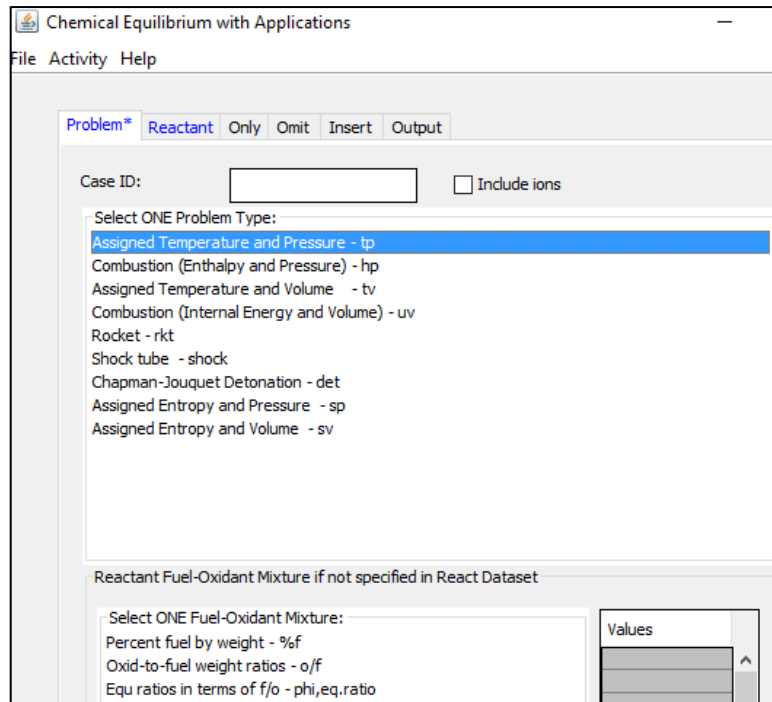 Chemical Equilibrium with Applications
File Activity Help
Problem* Reactant Only Omit Insert Output
Case ID: Include ions
Select ONE Problem Type:
Assigned Temperature and Pressure - tp
Combustion (Enthalpy and Pressure) - hp
Assigned Temperature and Volume - tv
Combustion (Internal Energy and Volume) - uv
Rocket - rkt
Shock tube - shock
Chapman-Jouquet Detonation - det
Assigned Entropy and Pressure - sp
Assigned Entropy and Volume - sv
Reactant Fuel-Oxidant Mixture if not specified in React Dataset
Select ONE Fuel-Oxidant Mixture:
Values
Percent fuel by weight - %f
Oxid-to-fuel weight ratios - o/f
Equ ratios in terms of f/o - phi,eq.ratio